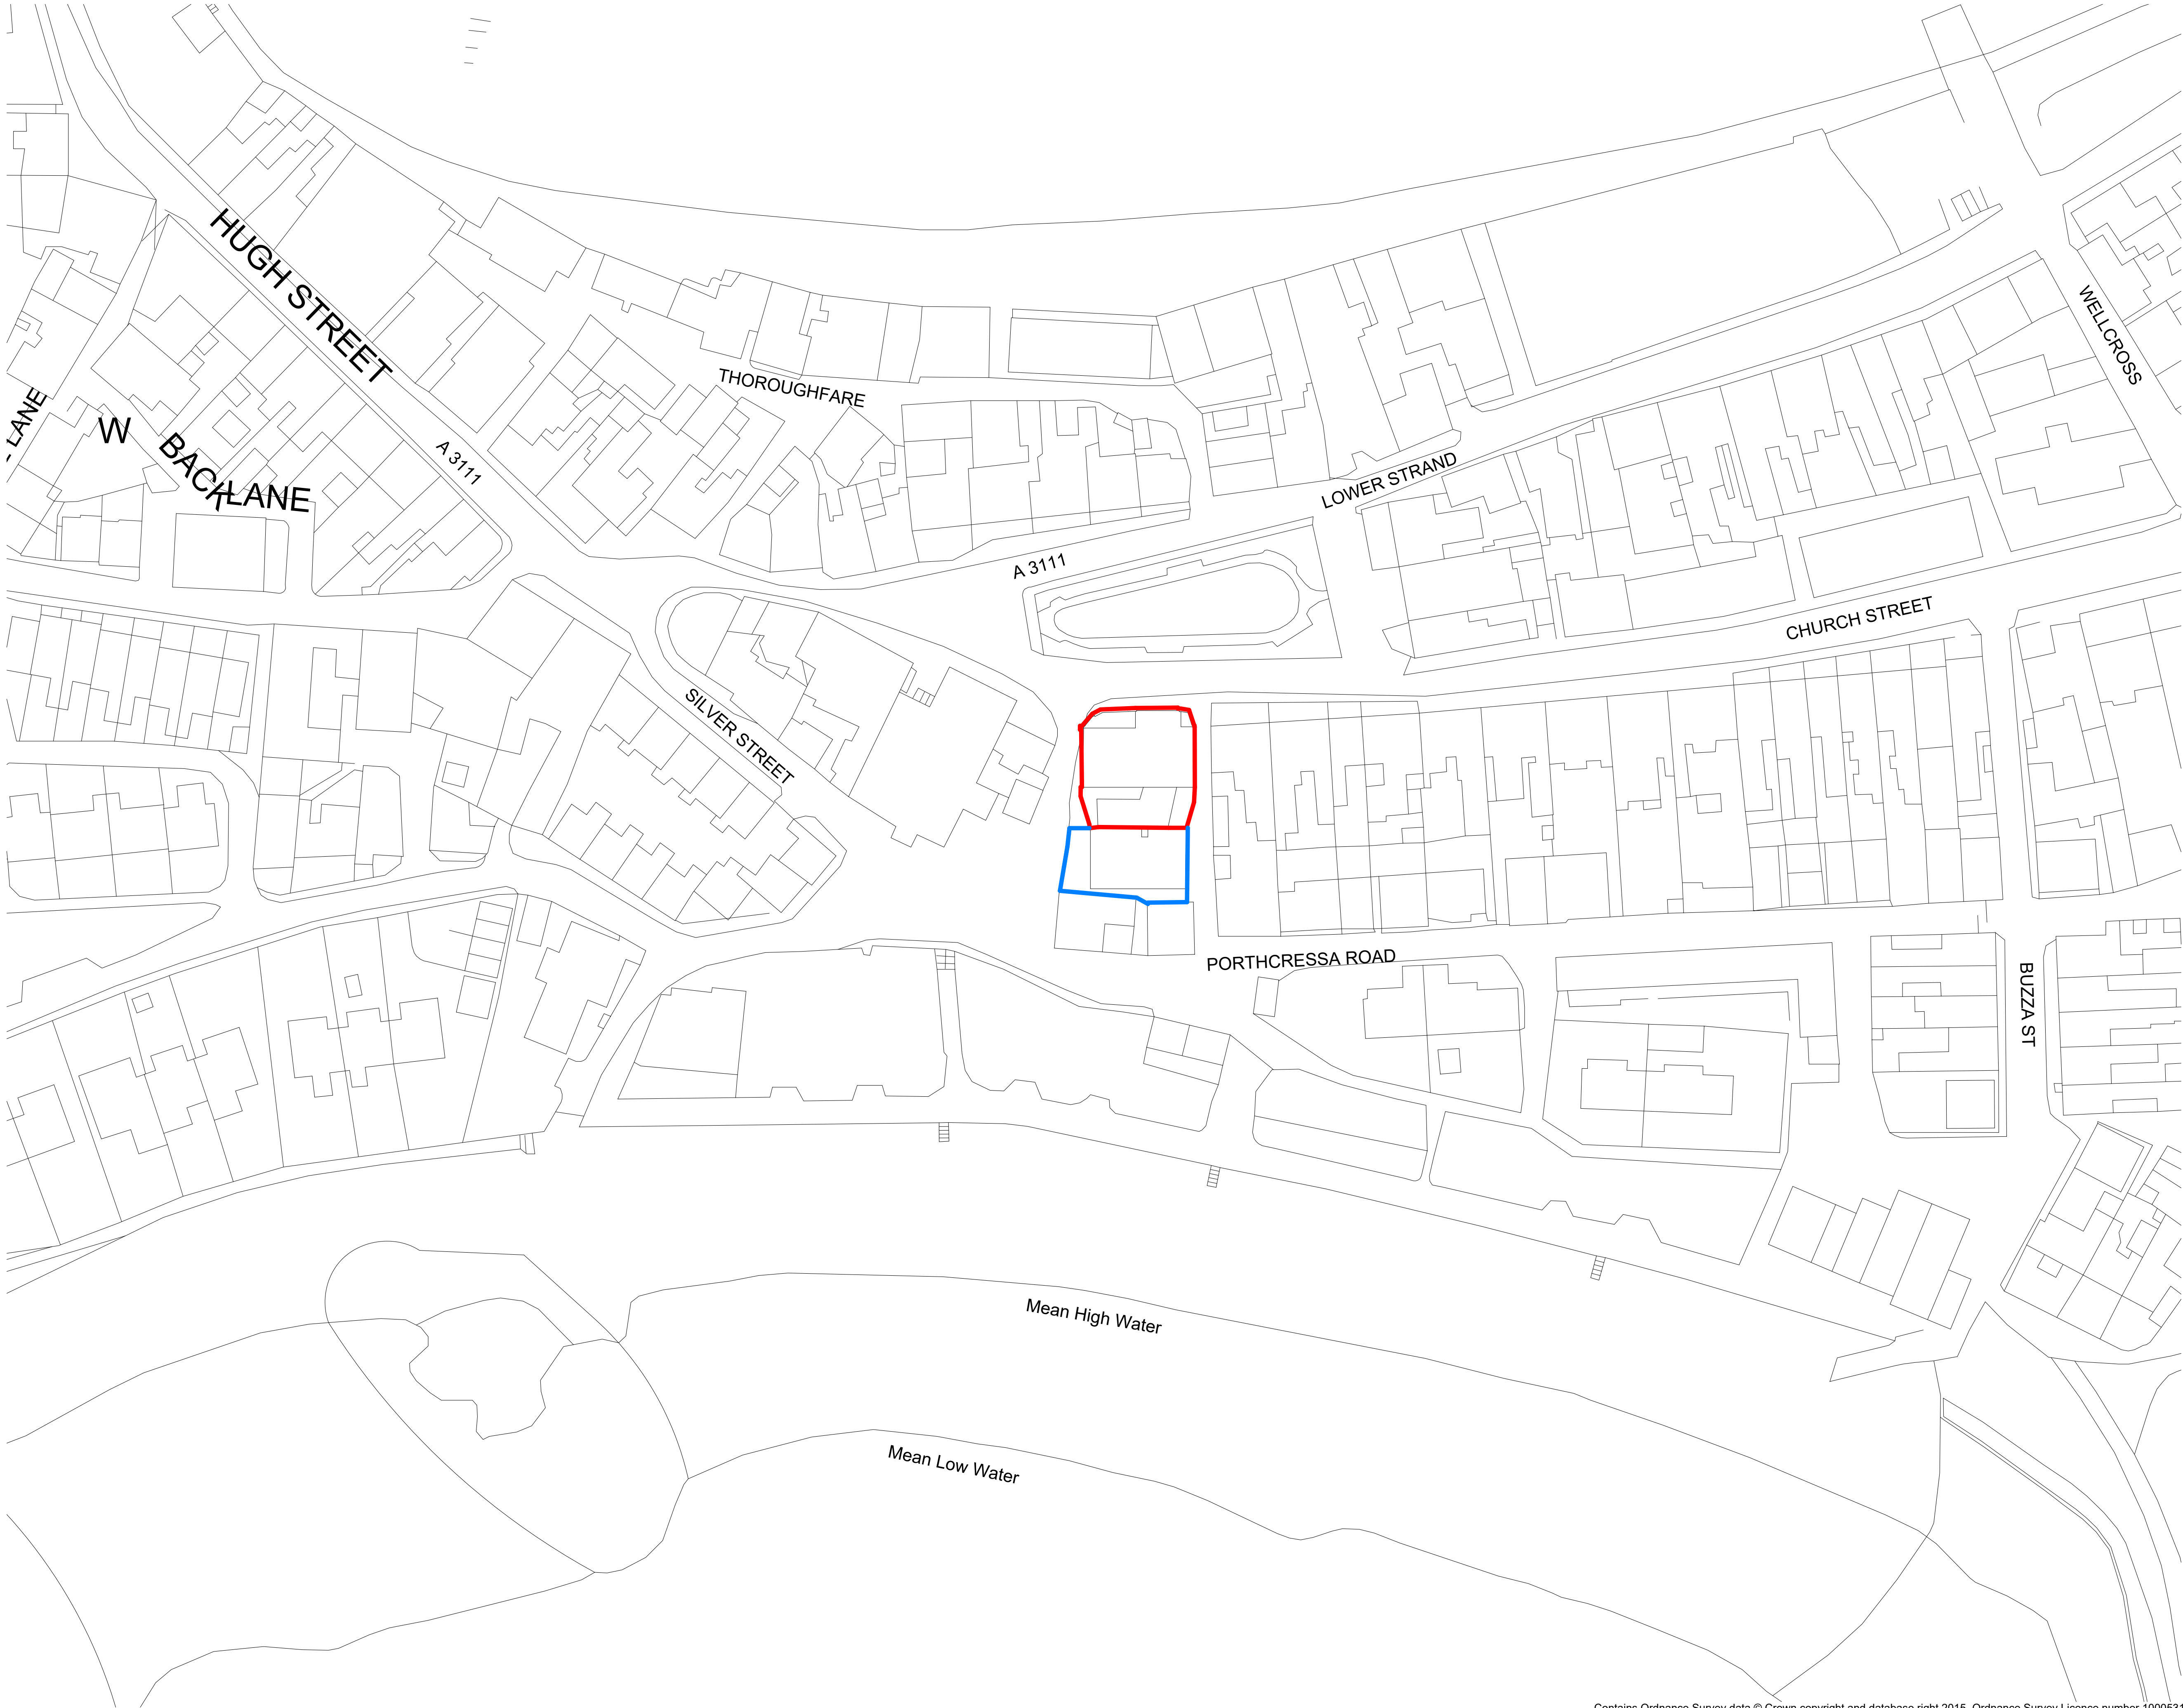 HUGH STREET
THOROUGHFARE
WELLCROSS
LANE
W
BACK LANE
A 3111
LOWER STRAND
A 3111
CHURCH STREET
SILVER STREET
PORTHCRESSA ROAD
BUZZA ST
Mean High Water
Mean Low Water
Contains Ordnance Survey data © Crown copyright and database right 2015. Ordnance Survey Licence number 1000531